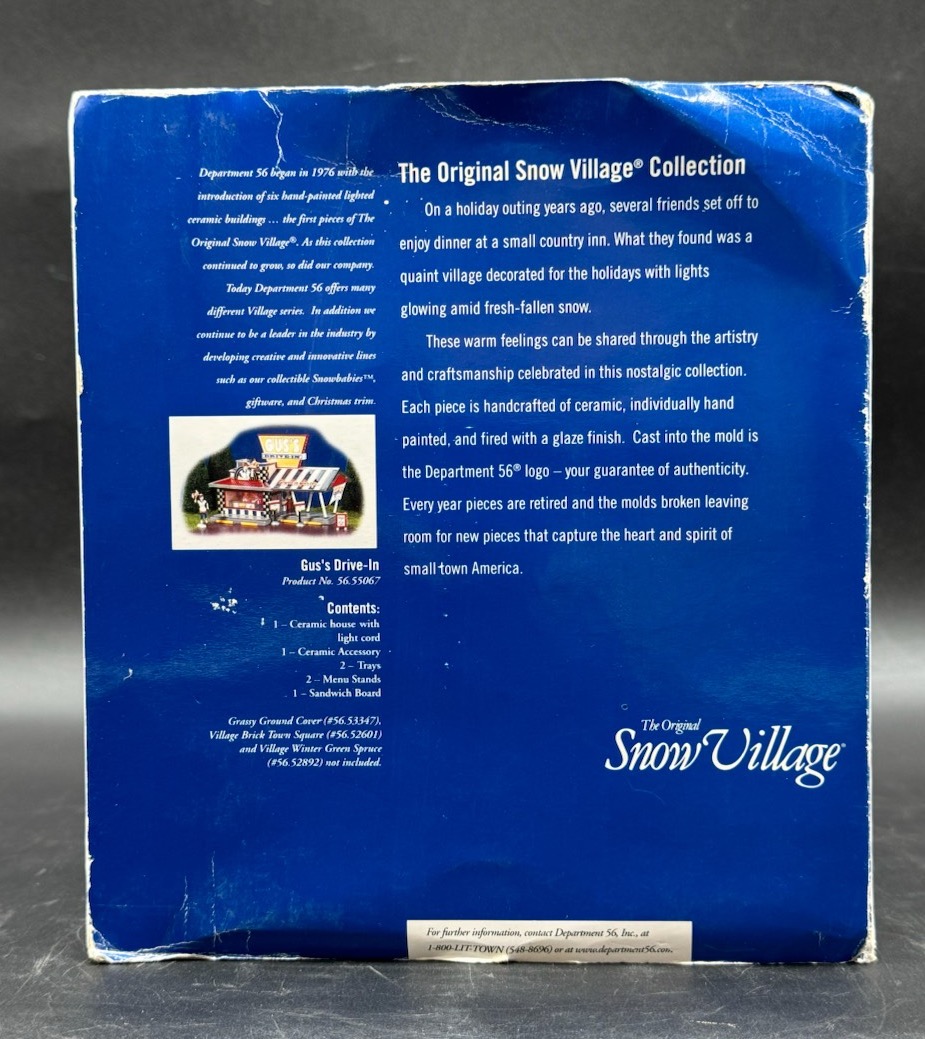 Department 56 began in 1976 with the
introduction of six hand-painted lighted
ceramic buildings ... the first pieces of The
Original Snow Village®. As this collection
continued to grow, so did our company.
Today Department 56 offers many
different Village series. In addition we
continue to be a leader in the industry by
developing creative and innovative lines
such as our collectible Snowbabies™,
giftware, and Christmas trim.
GUS'S
DRIVE-IN
Gus's Drive-In
Product No. 56.55067
Contents:
1 – Ceramic house with
light cord
1 – Ceramic Accessory
2 – Trays
2 – Menu Stands
1 – Sandwich Board
Grassy Ground Cover (#56.53347),
Village Brick Town Square (#56.52601)
and Village Winter Green Spruce
(#56.52892) not included.
The Original Snow Village® Collection
On a holiday outing years ago, several friends set off to
enjoy dinner at a small country inn. What they found was a
quaint village decorated for the holidays with lights
glowing amid fresh-fallen snow.
These warm feelings can be shared through the artistry
and craftsmanship celebrated in this nostalgic collection.
Each piece is handcrafted of ceramic, individually hand
painted, and fired with a glaze finish. Cast into the mold is
the Department 56® logo – your guarantee of authenticity.
Every year pieces are retired and the molds broken leaving
room for new pieces that capture the heart and spirit of
small town America.
The Original
Snow Village®
For further information, contact Department 56, Inc., at
1-800-LIT-TOWN (548-8696) or at www.department56.com.